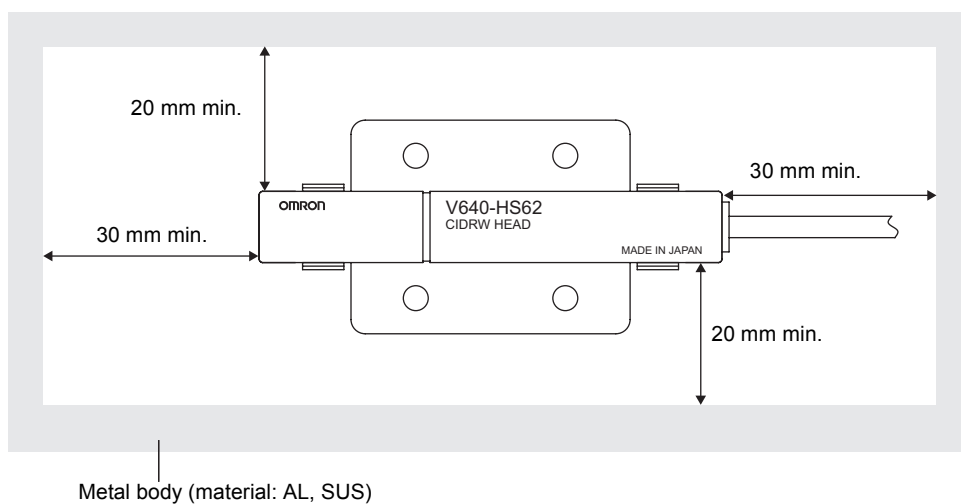 20 mm min.
30 mm min.
OMRON
V640-HS62
CIDRW HEAD
30 mm min.
MADE IN JAPAN
20 mm min.
Metal body (material: AL, SUS)